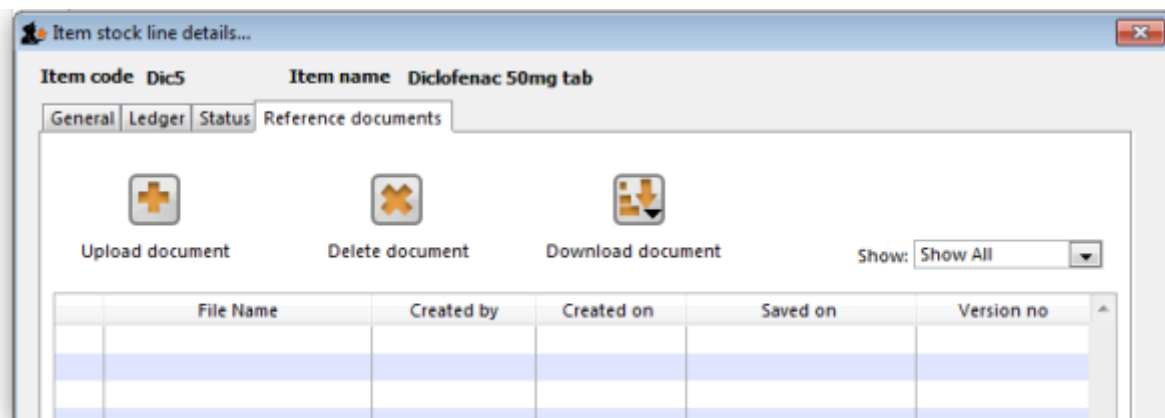 Item stock line details...
Item code Dic5 Item name Diclofenac 50mg tab
General Ledger Status Reference documents
Upload document Delete document Download document Show: Show All
File Name Created by Created on Saved on Version no